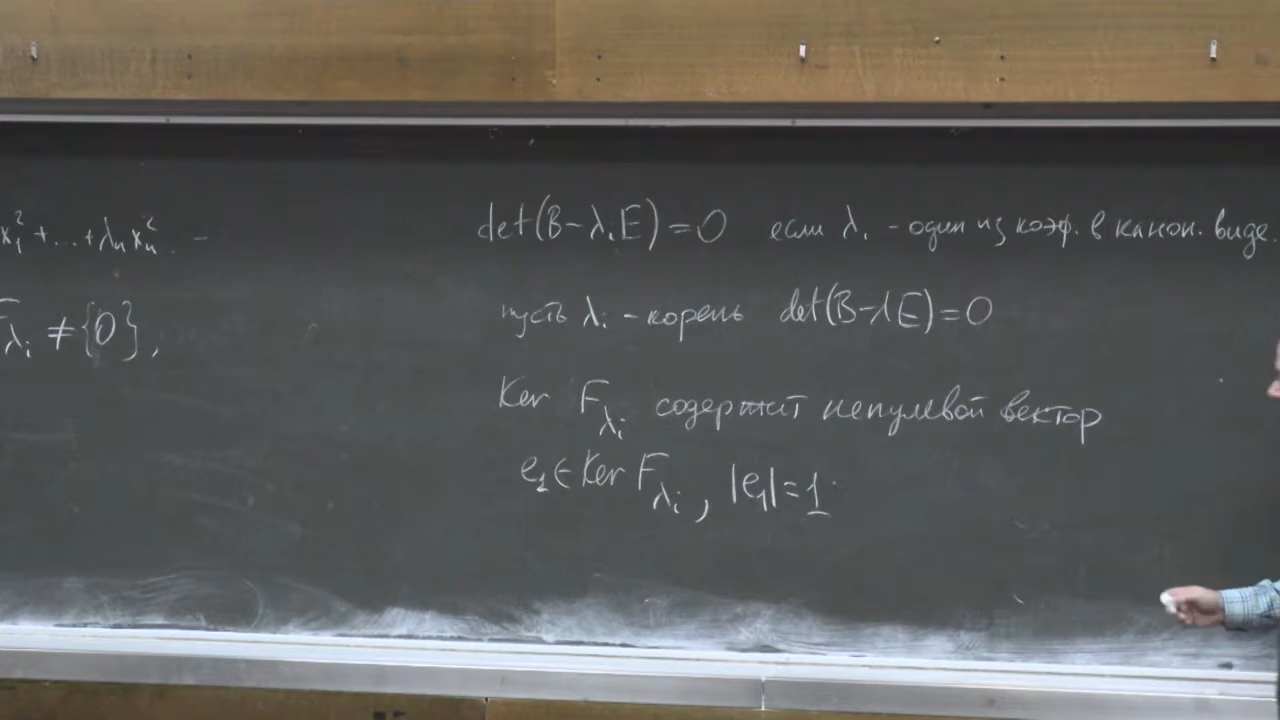 x₁² + ... + λₙxₙ². –
F_λᵢ ≠ {0},
det(B – λᵢE) = 0 если λᵢ – один из коэф. в канон. виде.
пусть λᵢ – корень det(B – λE) = 0
Ker F_λᵢ содержит ненулевой вектор
e₁ ∈ Ker F_λᵢ, |e₁| = 1